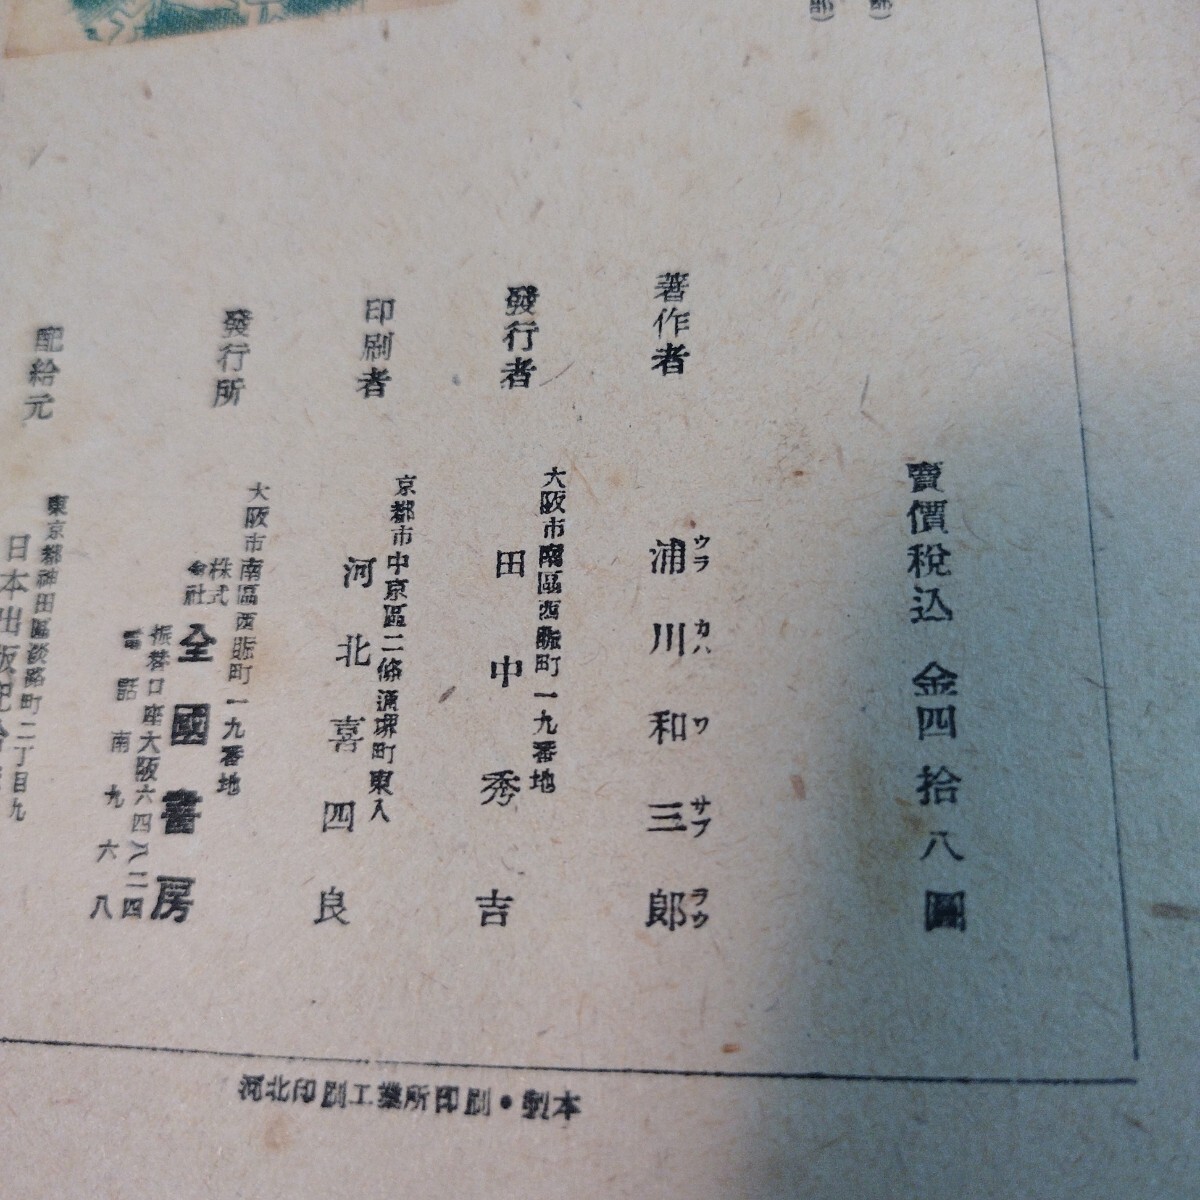 賣價税込 金四拾八圓
著作者 浦川和三郎
ウラ カハ ワ サブ ラウ
發行者 大阪市南區西賑町一九番地
田中秀吉
印刷者 京都市中京區二條通堺町東入
河北喜四良
發行所 大阪市南區西賑町一九番地
株式會社 全國書房
振替口座大阪六四八二四
電話南九六八
配給元 東京都神田區淡路町二丁目九
日本出版配給
河北印刷工業所印刷・製本